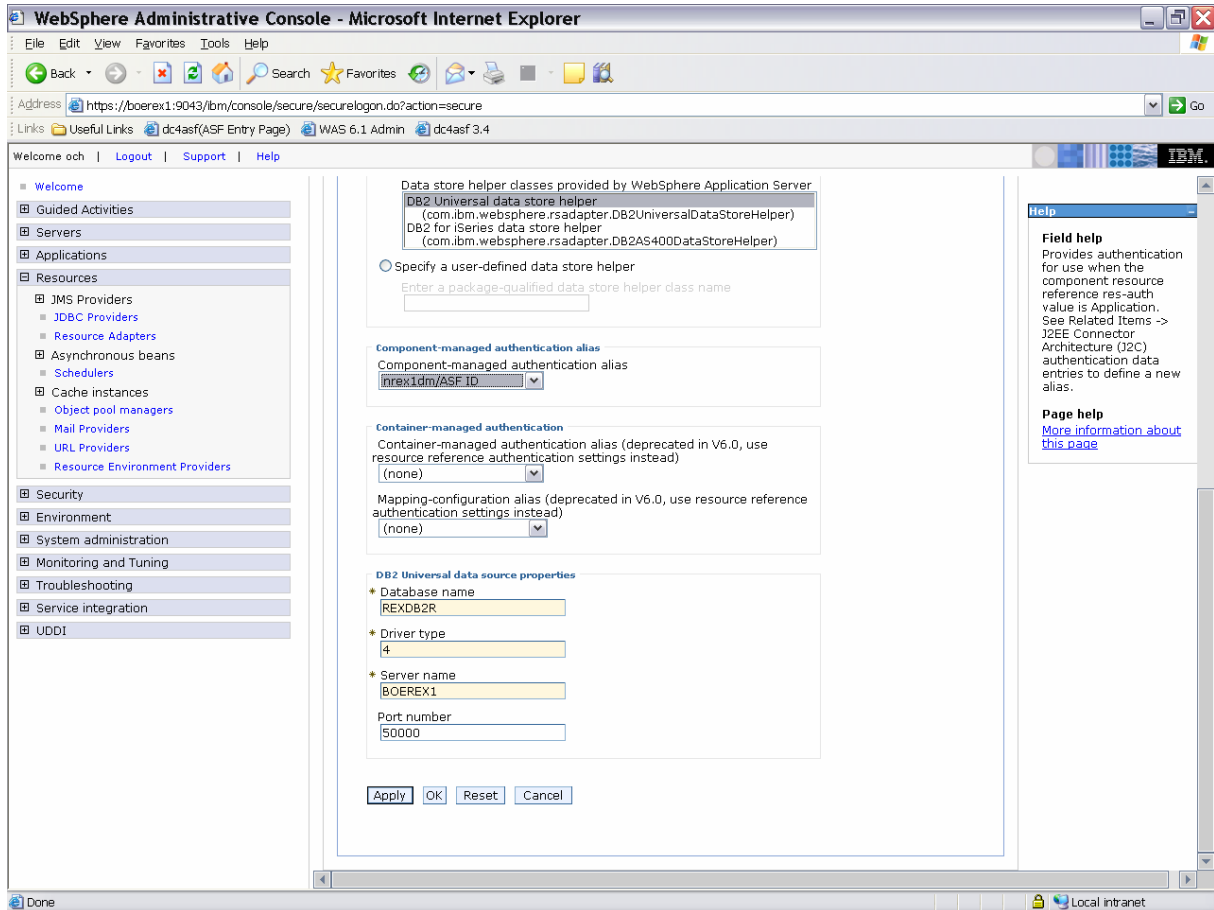 WebSphere Administrative Console - Microsoft Internet Explorer
File Edit View Favorites Tools Help
Back Search Favorites
Address https://boerex1:9043/ibm/console/secure/securelogon.do?action=secure Go
Links Useful Links dc4asf(ASF Entry Page) WAS 6.1 Admin dc4asf 3.4
Welcome och | Logout | Support | Help IBM.
Welcome
Guided Activities
Servers
Applications
Resources
JMS Providers
JDBC Providers
Resource Adapters
Asynchronous beans
Schedulers
Cache instances
Object pool managers
Mail Providers
URL Providers
Resource Environment Providers
Security
Environment
System administration
Monitoring and Tuning
Troubleshooting
Service integration
UDDI
Data store helper classes provided by WebSphere Application Server
DB2 Universal data store helper
(com.ibm.websphere.rsadapter.DB2UniversalDataStoreHelper)
DB2 for iSeries data store helper
(com.ibm.websphere.rsadapter.DB2AS400DataStoreHelper)
Specify a user-defined data store helper
Enter a package-qualified data store helper class name
Component-managed authentication alias
Component-managed authentication alias
nrex1dm/ASF ID
Container-managed authentication
Container-managed authentication alias (deprecated in V6.0, use
resource reference authentication settings instead)
(none)
Mapping-configuration alias (deprecated in V6.0, use resource reference
authentication settings instead)
(none)
DB2 Universal data source properties
* Database name
REXDB2R
* Driver type
4
* Server name
BOEREX1
Port number
50000
Apply OK Reset Cancel
Help
Field help
Provides authentication
for use when the
component resource
reference res-auth
value is Application.
See Related Items ->
J2EE Connector
Architecture (J2C)
authentication data
entries to define a new
alias.
Page help
More information about
this page
Done Local intranet